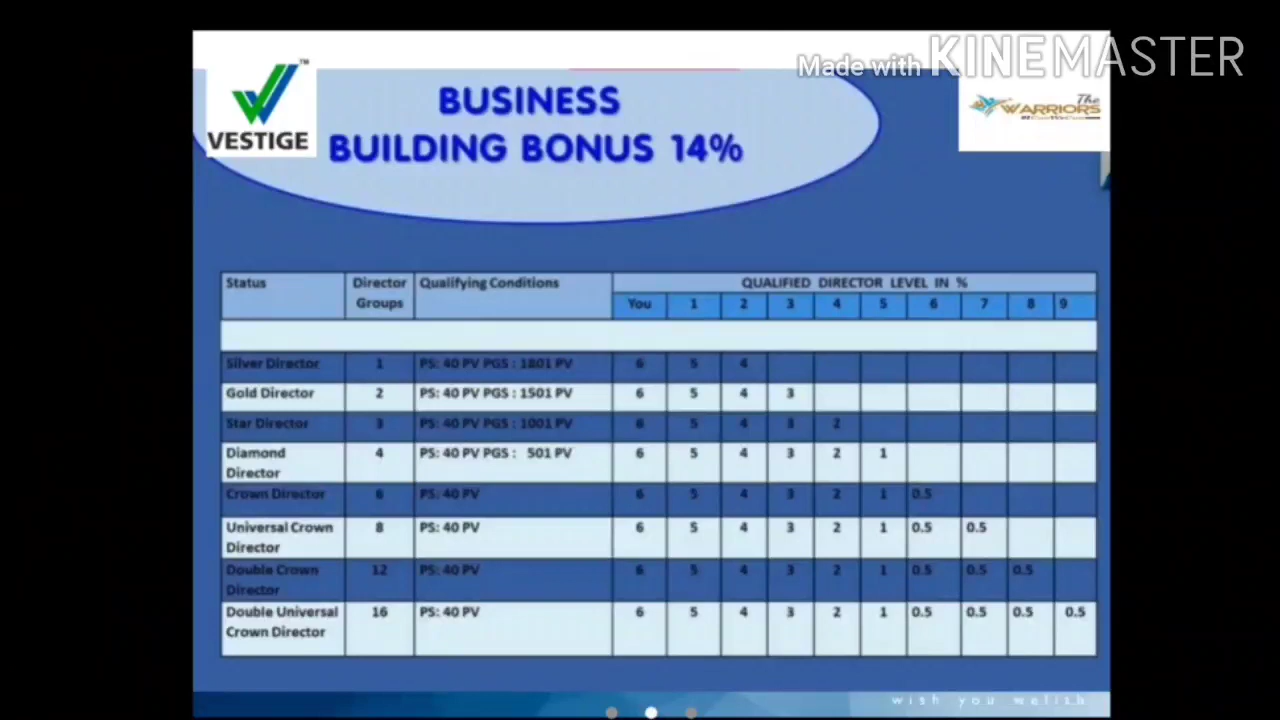 Made with KINEMASTER
VESTIGE
TM
BUSINESS
BUILDING BONUS 14%
The
WARRIORS
Status Director Groups Qualifying Conditions QUALIFIED DIRECTOR LEVEL IN %
You 1 2 3 4 5 6 7 8 9
Silver Director 1 PS: 40 PV PGS : 1801 PV 6 5 4
Gold Director 2 PS: 40 PV PGS : 1501 PV 6 5 4 3
Star Director 3 PS: 40 PV PGS : 1001 PV 6 5 4 3 2
Diamond Director 4 PS: 40 PV PGS : 501 PV 6 5 4 3 2 1
Crown Director 6 PS: 40 PV 6 5 4 3 2 1 0.5
Universal Crown Director 8 PS: 40 PV 6 5 4 3 2 1 0.5 0.5
Double Crown Director 12 PS: 40 PV 6 5 4 3 2 1 0.5 0.5 0.5
Double Universal Crown Director 16 PS: 40 PV 6 5 4 3 2 1 0.5 0.5 0.5 0.5
wish you wellth